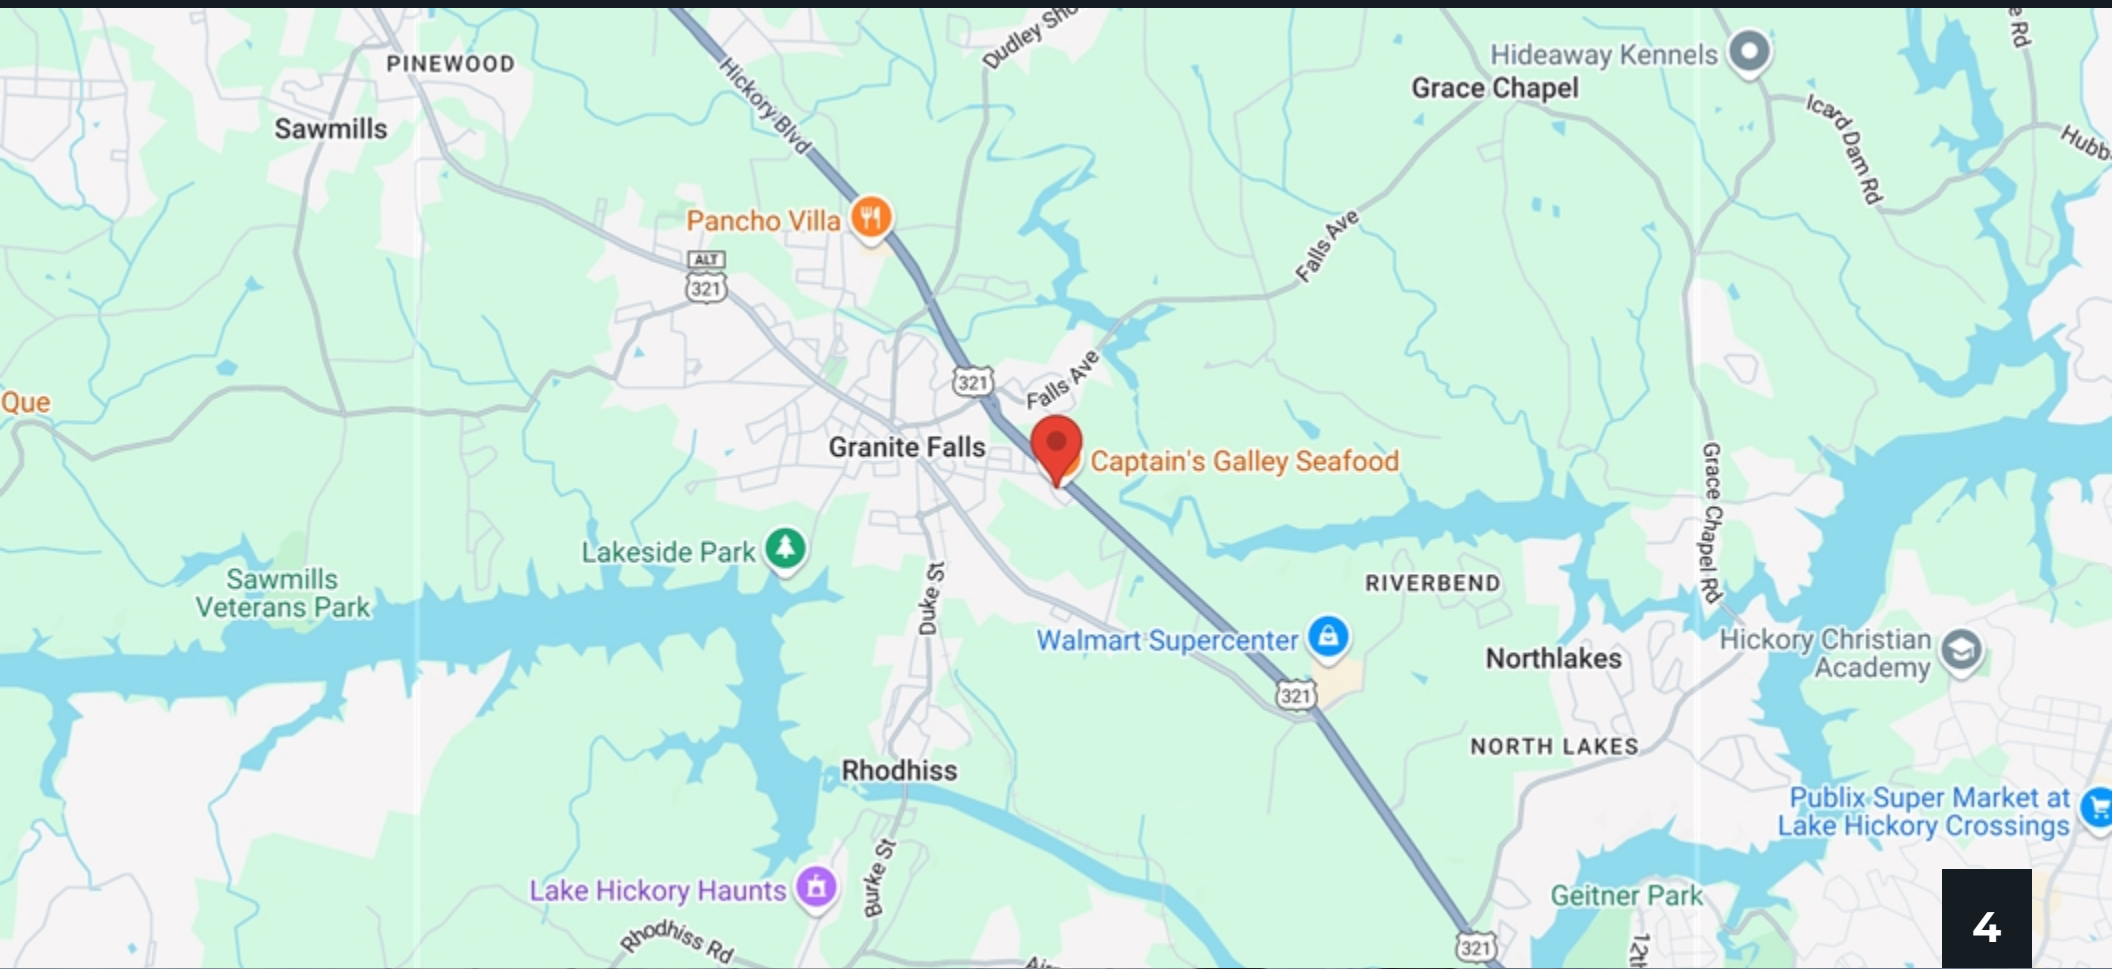 Dudley Sho
e Rd
Hideaway Kennels
PINEWOOD
Hickory Blvd
Grace Chapel
Icard Dam Rd
Sawmills
Hubb
Pancho Villa
Falls Ave
ALT
321
321
Falls Ave
Que
Granite Falls
Captain's Galley Seafood
Grace Chapel Rd
Lakeside Park
Sawmills
Veterans Park
Duke St
RIVERBEND
Walmart Supercenter
Northlakes
Hickory Christian
Academy
321
NORTH LAKES
Rhodhiss
Publix Super Market at
Lake Hickory Crossings
Lake Hickory Haunts
Burke St
Geitner Park
Rhodhiss Rd
321
12th
4